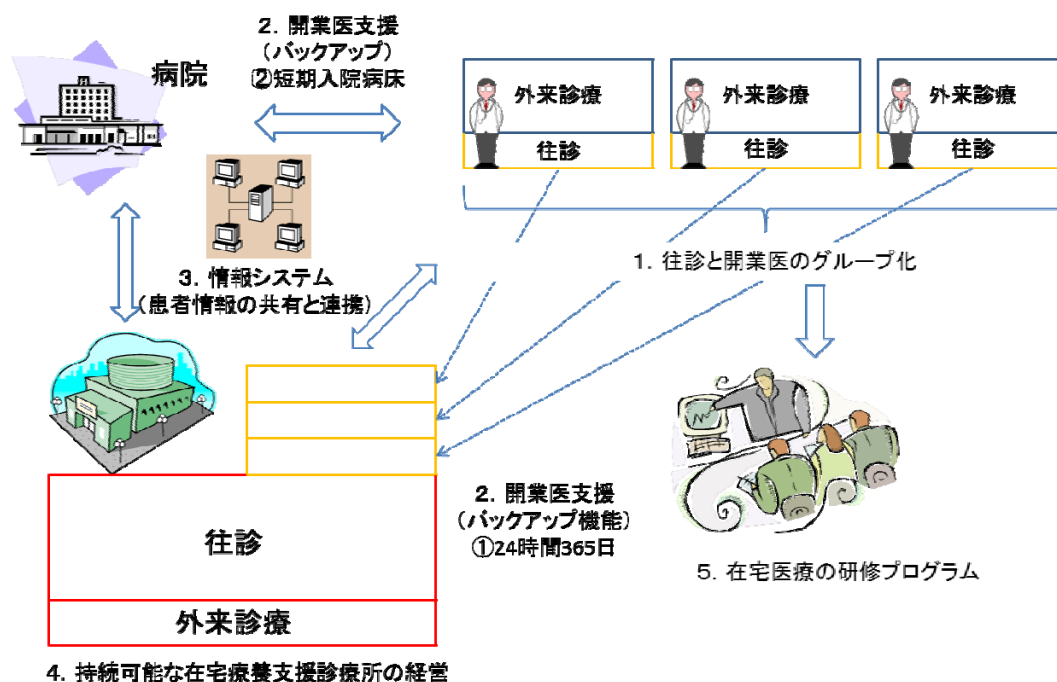 2. 開業医支援
(バックアップ)
②短期入院病床
病院
外来診療
往診
外来診療
往診
外来診療
往診
1. 往診と開業医のグループ化
3. 情報システム
(患者情報の共有と連携)
2. 開業医支援
(バックアップ機能)
①24時間365日
往診
外来診療
4. 持続可能な在宅療養支援診療所の経営
5. 在宅医療の研修プログラム